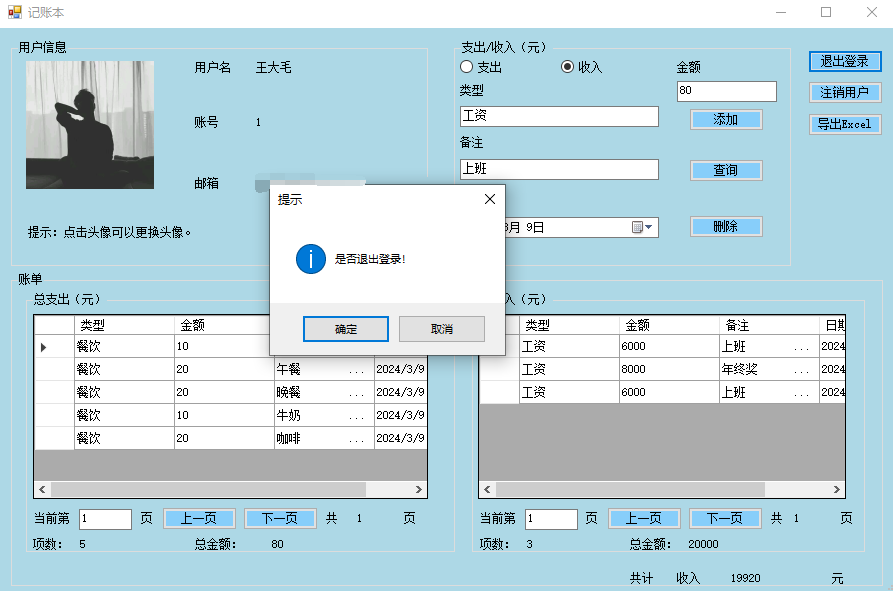 记账本
用户信息
用户名 王大毛
账号 1
邮箱
提示：点击头像可以更换头像。
支出/收入（元）
支出 收入
金额
80
类型
工资
添加
备注
上班
查询
月 9日
删除
退出登录
注销用户
导出Excel
提示
是否退出登录!
确定 取消
账单
总支出（元）
类型 金额
餐饮 10
餐饮 20 午餐 ... 2024/3/9
餐饮 20 晚餐 ... 2024/3/9
餐饮 10 牛奶 ... 2024/3/9
餐饮 20 咖啡 ... 2024/3/9
当前第 1 页 上一页 下一页 共 1 页
项数： 5 总金额： 80
入（元）
类型 金额 备注 日期
工资 6000 上班 ... 2024
工资 8000 年终奖 ... 2024
工资 6000 上班 ... 2024
当前第 1 页 上一页 下一页 共 1 页
项数： 3 总金额： 20000
共计 收入 19920 元